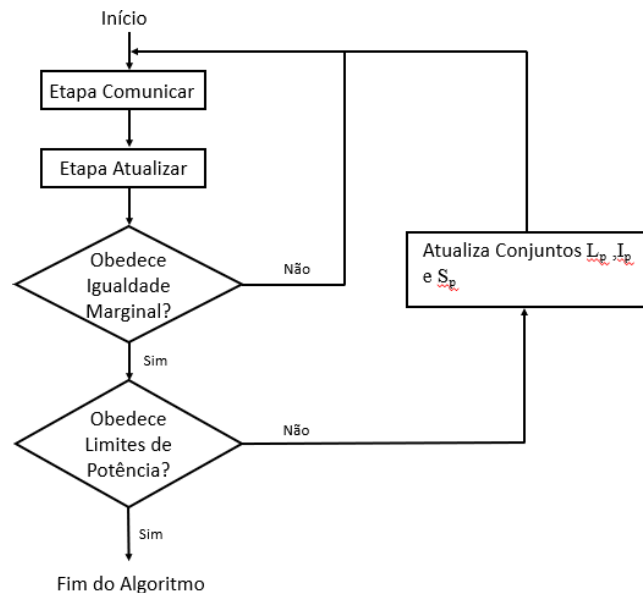 Início
Etapa Comunicar
Etapa Atualizar
Obedece
Igualdade
Marginal?
Não
Atualiza Conjuntos Lₚ ,Iₚ
e Sₚ
Sim
Obedece
Limites de
Potência?
Não
Sim
Fim do Algoritmo